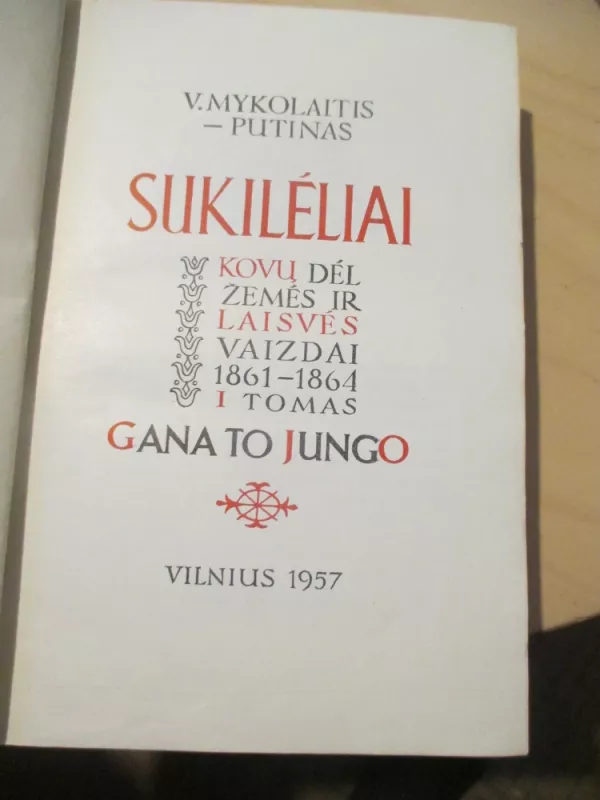 V. MYKOLAITIS
– PUTINAS
SUKILĖLIAI
KOVŲ DĖL
ŽEMĖS IR
LAISVĖS
VAIZDAI
1861–1864
I TOMAS
GANA TO JUNGO
VILNIUS 1957